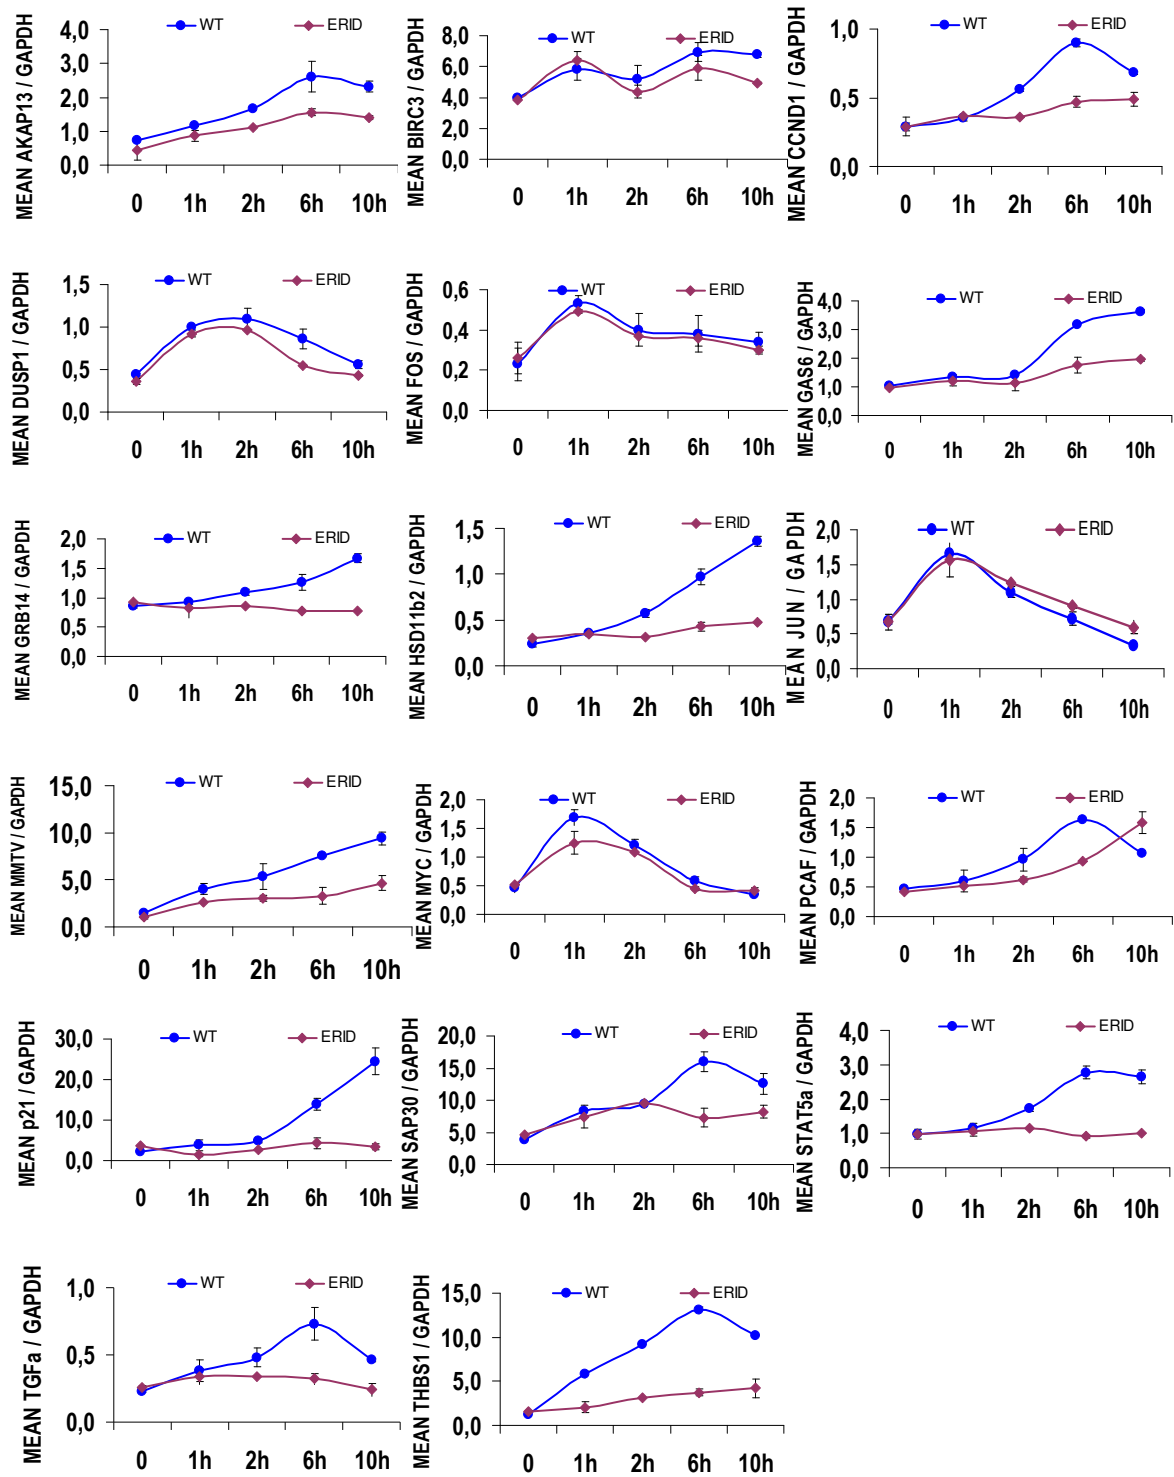 WT ERID
MEAN AKAP13 / GAPDH
4,0
3,0
2,0
1,0
0,0
0 1h 2h 6h 10h
WT ERID
MEAN BIRC3 / GAPDH
8,0
6,0
4,0
2,0
0,0
0 1h 2h 6h 10h
WT ERID
MEAN CCND1 / GAPDH
1,0
0,5
0,0
0 1h 2h 6h 10h
WT ERID
MEAN DUSP1 / GAPDH
1,5
1,0
0,5
0,0
0 1h 2h 6h 10h
WT ERID
MEAN FOS / GAPDH
0,6
0,4
0,2
0,0
0 1h 2h 6h 10h
WT ERID
MEAN GAS6 / GAPDH
4,0
3,0
2,0
1,0
0,0
0 1h 2h 6h 10h
WT ERID
MEAN GRB14 / GAPDH
2,0
1,5
1,0
0,5
0,0
0 1h 2h 6h 10h
WT ERID
MEAN HSD11b2 / GAPDH
1,5
1,0
0,5
0,0
0 1h 2h 6h 10h
WT ERID
MEAN JUN / GAPDH
2,0
1,5
1,0
0,5
0,0
0 1h 2h 6h 10h
WT ERID
MEAN MMTV / GAPDH
15,0
10,0
5,0
0,0
0 1h 2h 6h 10h
WT ERID
MEAN MYC / GAPDH
2,0
1,5
1,0
0,5
0,0
0 1h 2h 6h 10h
WT ERID
MEAN PCAF / GAPDH
2,0
1,5
1,0
0,5
0,0
0 1h 2h 6h 10h
WT ERID
MEAN p21 / GAPDH
30,0
20,0
10,0
0,0
0 1h 2h 6h 10h
WT ERID
MEAN SAP30 / GAPDH
20,0
15,0
10,0
5,0
0,0
0 1h 2h 6h 10h
WT ERID
MEAN STAT5a / GAPDH
4,0
3,0
2,0
1,0
0,0
0 1h 2h 6h 10h
WT ERID
MEAN TGFa / GAPDH
1,0
0,5
0,0
0 1h 2h 6h 10h
WT ERID
MEAN THBS1 / GAPDH
15,0
10,0
5,0
0,0
0 1h 2h 6h 10h